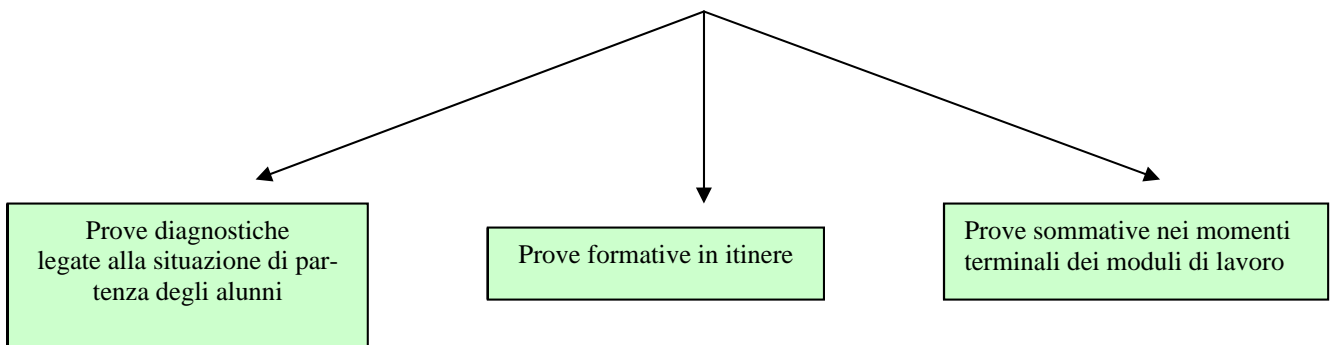 Prove diagnostiche
legate alla situazione di par-
tenza degli alunni
Prove formative in itinere
Prove sommative nei momenti
terminali dei moduli di lavoro